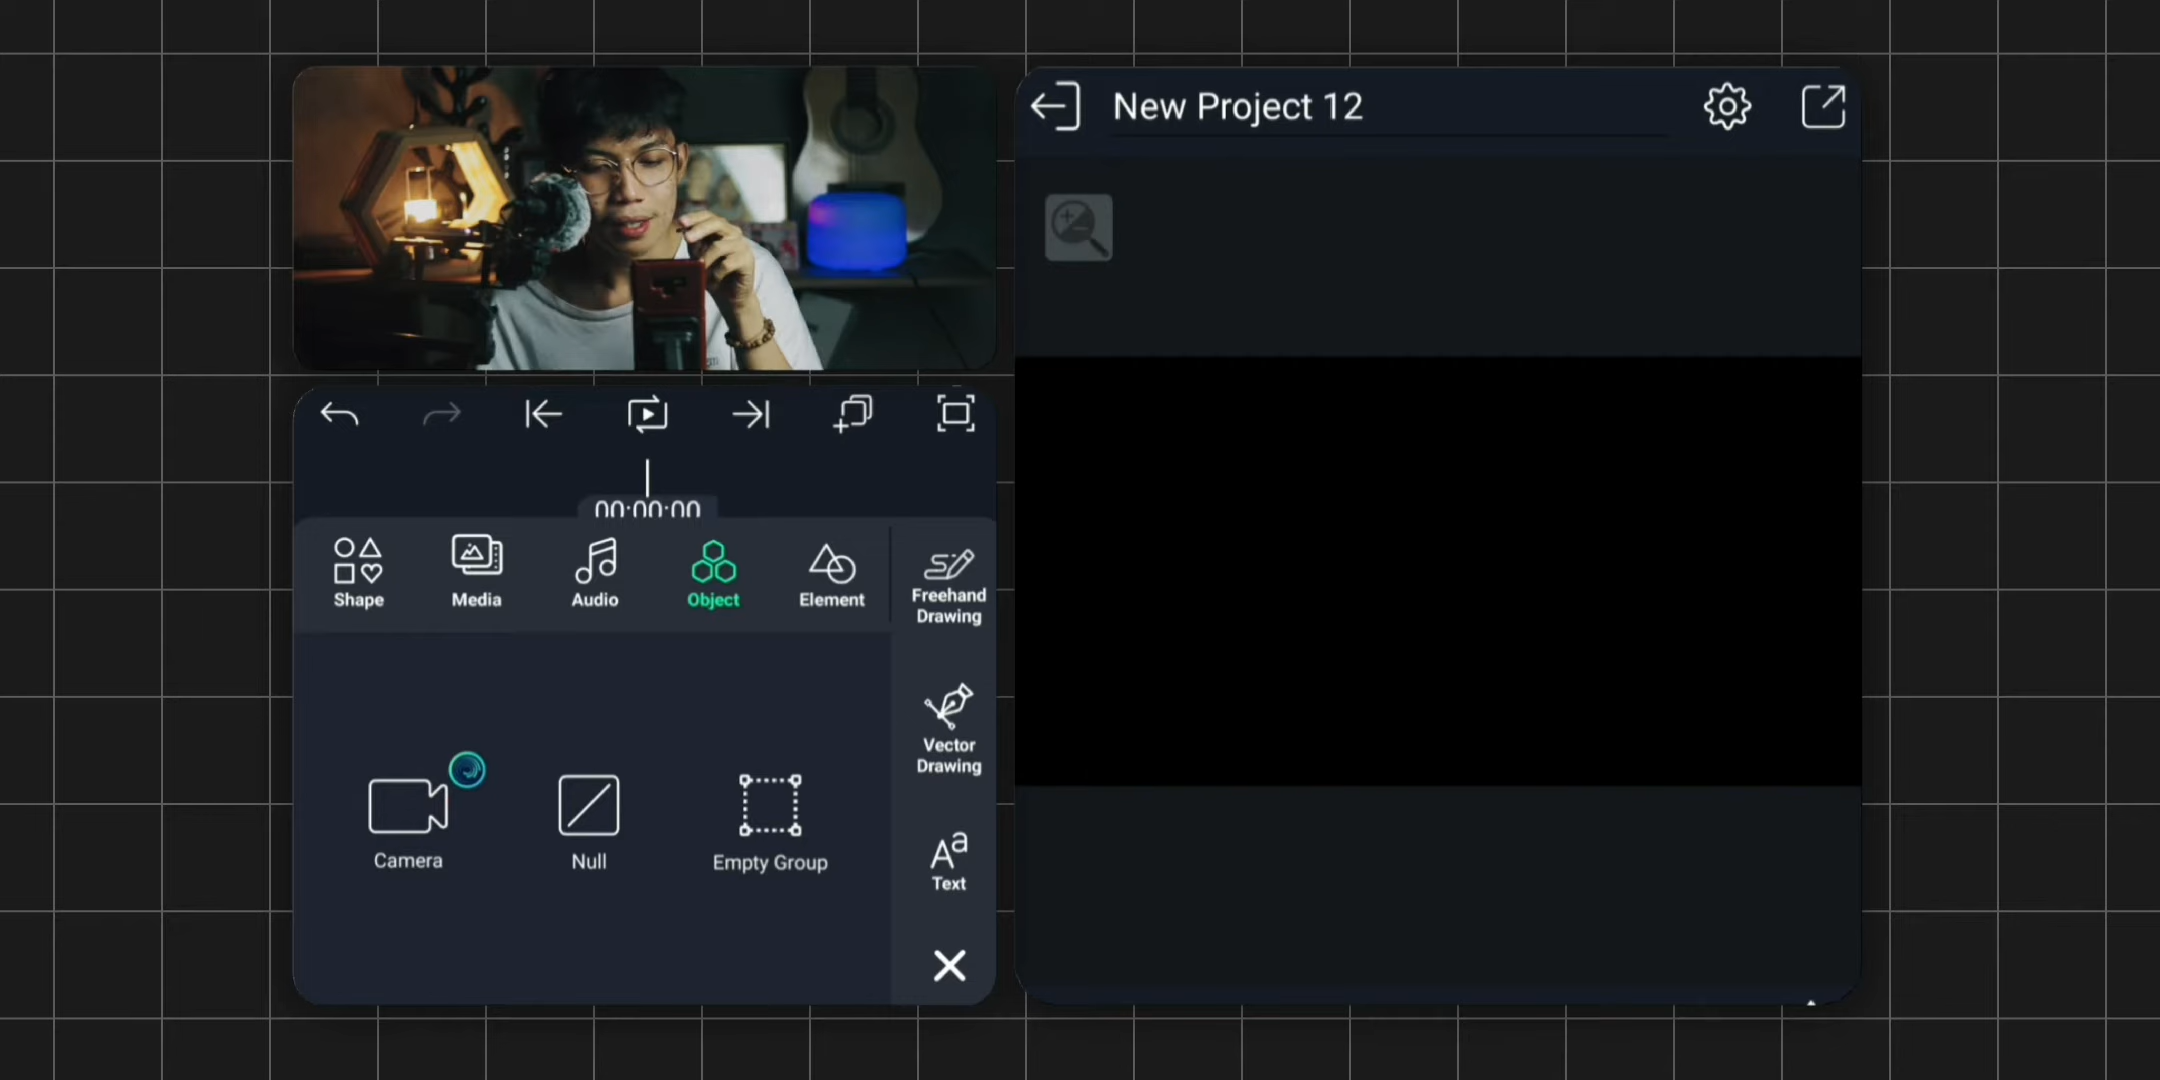 New Project 12
00:00:00
Shape
Media
Audio
Object
Element
Freehand
Drawing
Vector
Drawing
Camera
Null
Empty Group
Aa
Text